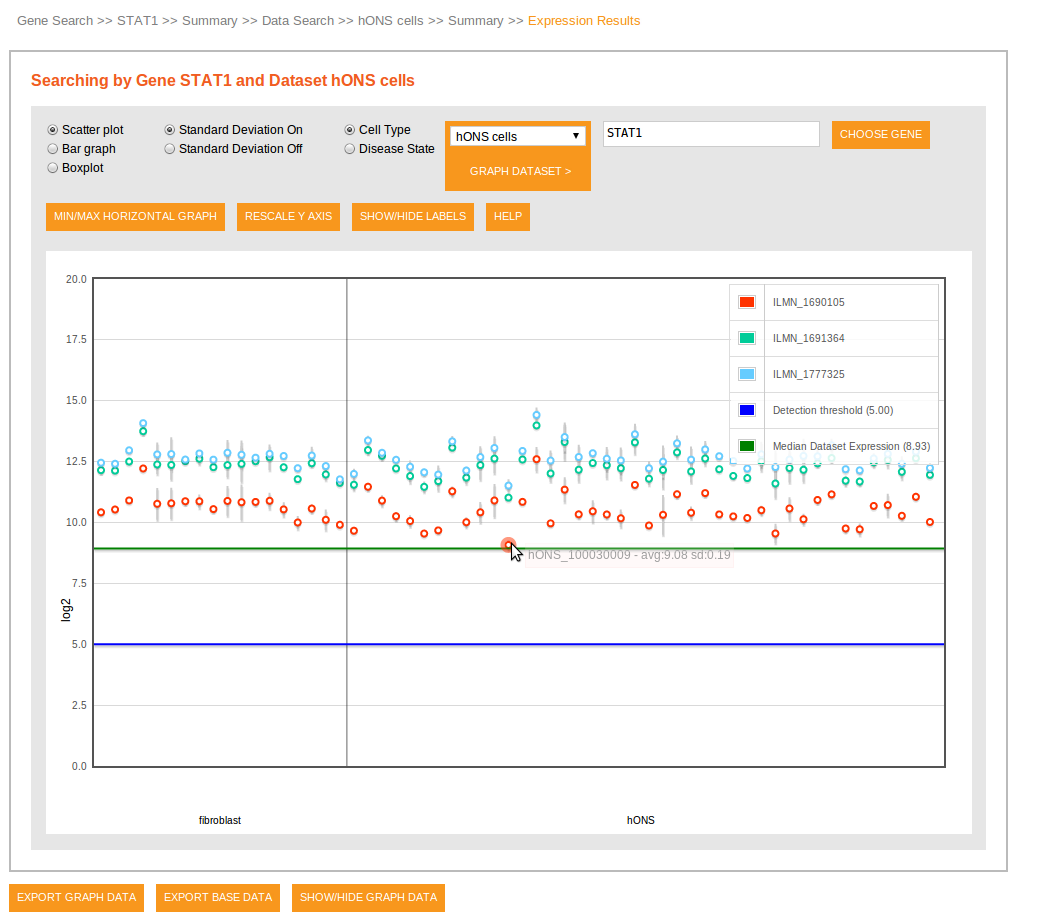 Gene Search >> STAT1 >> Summary >> Data Search >> hONS cells >> Summary >> Expression Results
Searching by Gene STAT1 and Dataset hONS cells
Scatter plot Standard Deviation On Cell Type hONS cells STAT1 CHOOSE GENE
Bar graph Standard Deviation Off Disease State
Boxplot GRAPH DATASET >
MIN/MAX HORIZONTAL GRAPH RESCALE Y AXIS SHOW/HIDE LABELS HELP
20.0
ILMN_1690105
17.5 ILMN_1691364
ILMN_1777325
15.0
Detection threshold (5.00)
Median Dataset Expression (8.93)
12.5
10.0
hONS_100030009 - avg:9.08 sd:0.19
7.5
log2
5.0
2.5
0.0
fibroblast hONS
EXPORT GRAPH DATA EXPORT BASE DATA SHOW/HIDE GRAPH DATA